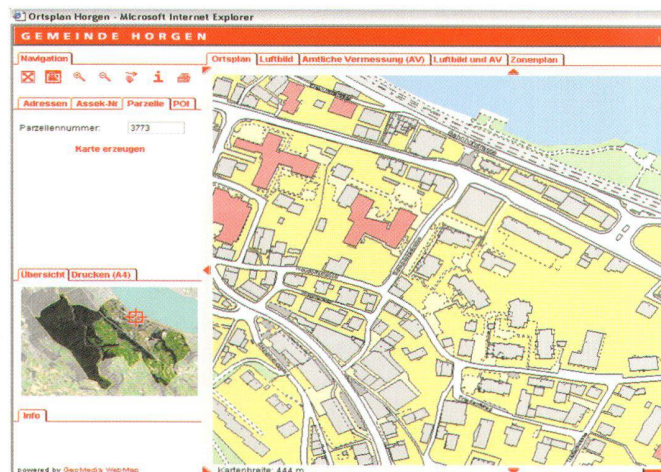 Ortsplan Horgen - Microsoft Internet Explorer
GEMEINDE HORGEN
Navigation
Ortsplan Luftbild Amtliche Vermessung (AV) Luftbild und AV Zonenplan
Adressen Assek-Nr Parzelle POI
Parzellennummer: 3773
Karte erzeugen
Übersicht Drucken (A4)
Info
powered by GeoMedia WebMap
Kartenbreite: 444 m